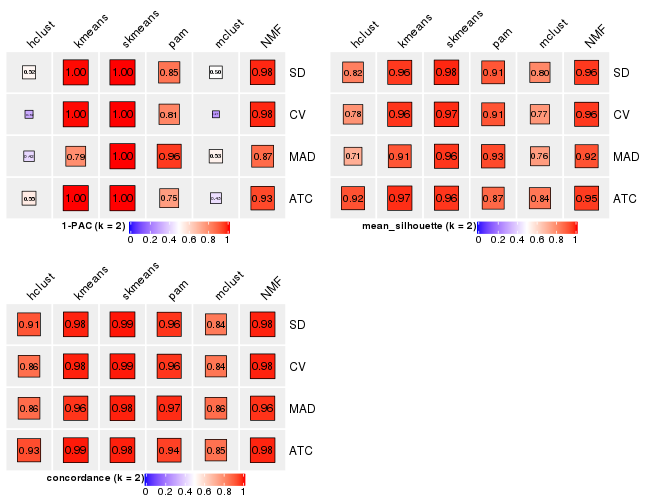 hclust kmeans skmeans pam mclust NMF
0.52 1.00 1.00 0.85 0.50 0.98 SD
1.00 1.00 0.81 0.98 CV
0.79 1.00 0.96 0.53 0.87 MAD
0.55 1.00 1.00 0.75 0.93 ATC
1-PAC (k = 2)
0 0.2 0.4 0.6 0.8 1
hclust kmeans skmeans pam mclust NMF
0.82 0.96 0.98 0.91 0.80 0.96 SD
0.78 0.96 0.97 0.91 0.77 0.96 CV
0.71 0.91 0.96 0.93 0.76 0.92 MAD
0.92 0.97 0.96 0.87 0.84 0.95 ATC
mean_silhouette (k = 2)
0 0.2 0.4 0.6 0.8 1
hclust kmeans skmeans pam mclust NMF
0.91 0.98 0.99 0.96 0.84 0.98 SD
0.86 0.98 0.99 0.96 0.84 0.98 CV
0.86 0.96 0.98 0.97 0.86 0.96 MAD
0.93 0.99 0.98 0.94 0.85 0.98 ATC
concordance (k = 2)
0 0.2 0.4 0.6 0.8 1